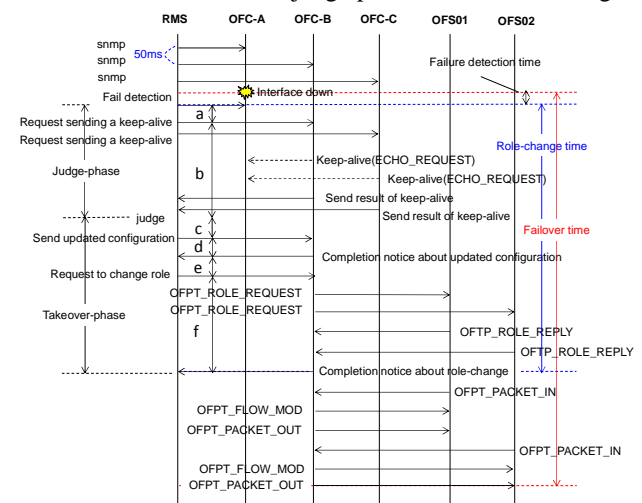 RMS OFC-A OFC-B OFC-C OFS01 OFS02
snmp
50ms
snmp
snmp
Failure detection time
Interface down
Fail detection
a
Request sending a keep-alive
Request sending a keep-alive
Role-change time
Keep-alive(ECHO_REQUEST)
Judge-phase
b
Keep-alive(ECHO_REQUEST)
Send result of keep-alive
judge
Send result of keep-alive
c
Failover time
Send updated configuration
d
Completion notice about updated configuration
e
Request to change role
OFPT_ROLE_REQUEST
OFPT_ROLE_REQUEST
Takeover-phase
f
OFTP_ROLE_REPLY
OFTP_ROLE_REPLY
Completion notice about role-change
OFPT_PACKET_IN
OFPT_FLOW_MOD
OFPT_PACKET_OUT
OFPT_PACKET_IN
OFPT_FLOW_MOD
OFPT_PACKET_OUT